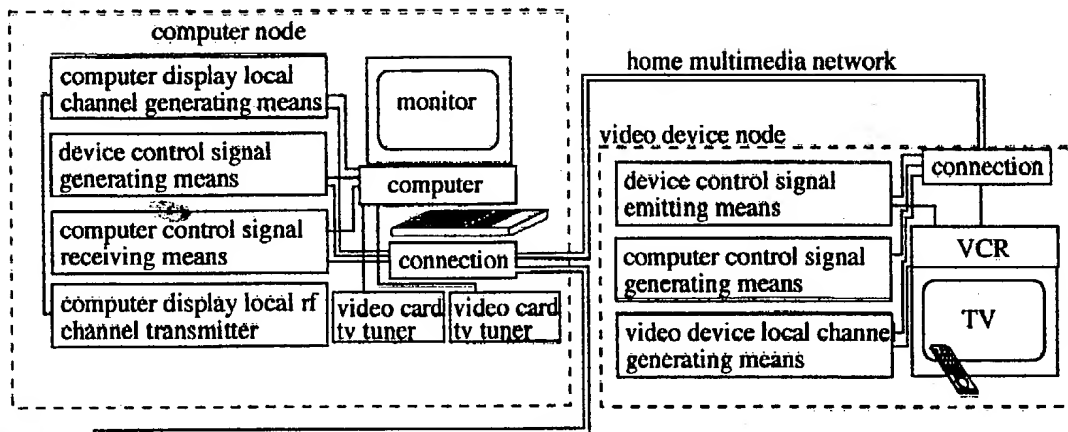 computer node
computer display local
channel generating means
monitor
device control signal
generating means
computer
computer control signal
receiving means
connection
computer display local rf
channel transmitter
video card
tv tuner
video card
tv tuner
home multimedia network
video device node
connection
device control signal
emitting means
computer control signal
generating means
VCR
TV
video device local channel
generating means